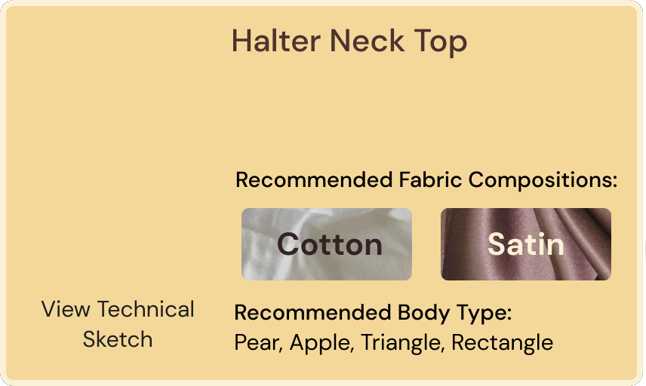 Halter Neck Top
Recommended Fabric Compositions:
Cotton
Satin
View Technical
Sketch
Recommended Body Type:
Pear, Apple, Triangle, Rectangle